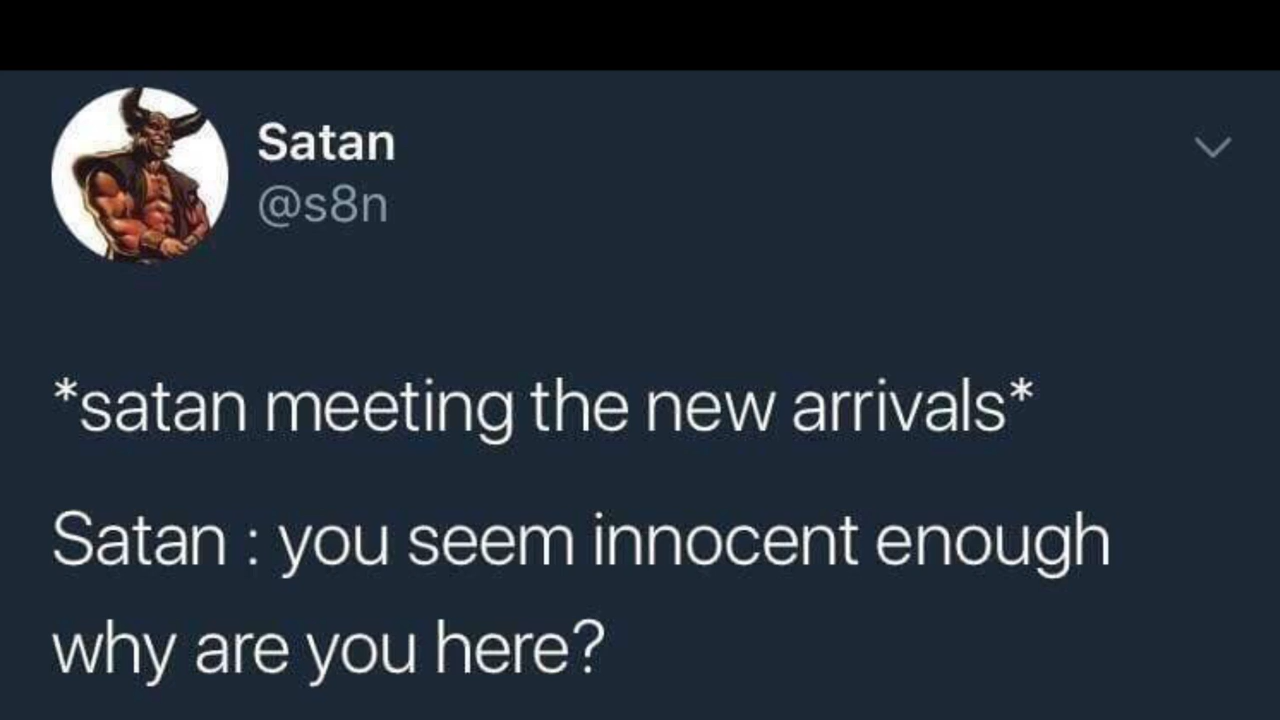 Satan
@s8n
*satan meeting the new arrivals*
Satan : you seem innocent enough
why are you here?